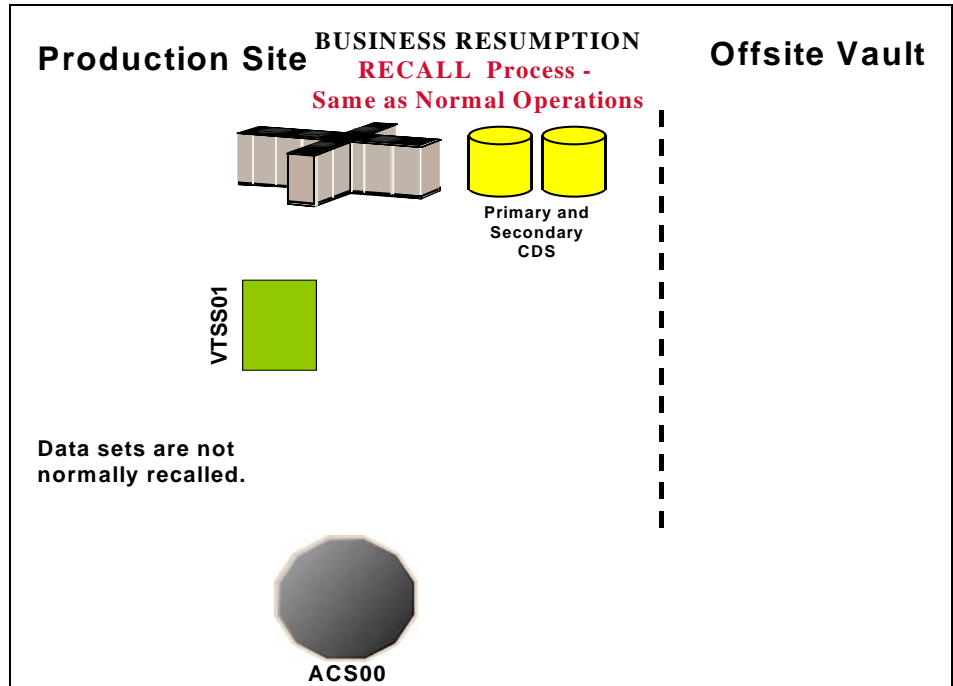 Production Site
BUSINESS RESUMPTION
RECALL Process -
Same as Normal Operations
Offsite Vault
Primary and
Secondary
CDS
VTSS01
Data sets are not
normally recalled.
ACS00